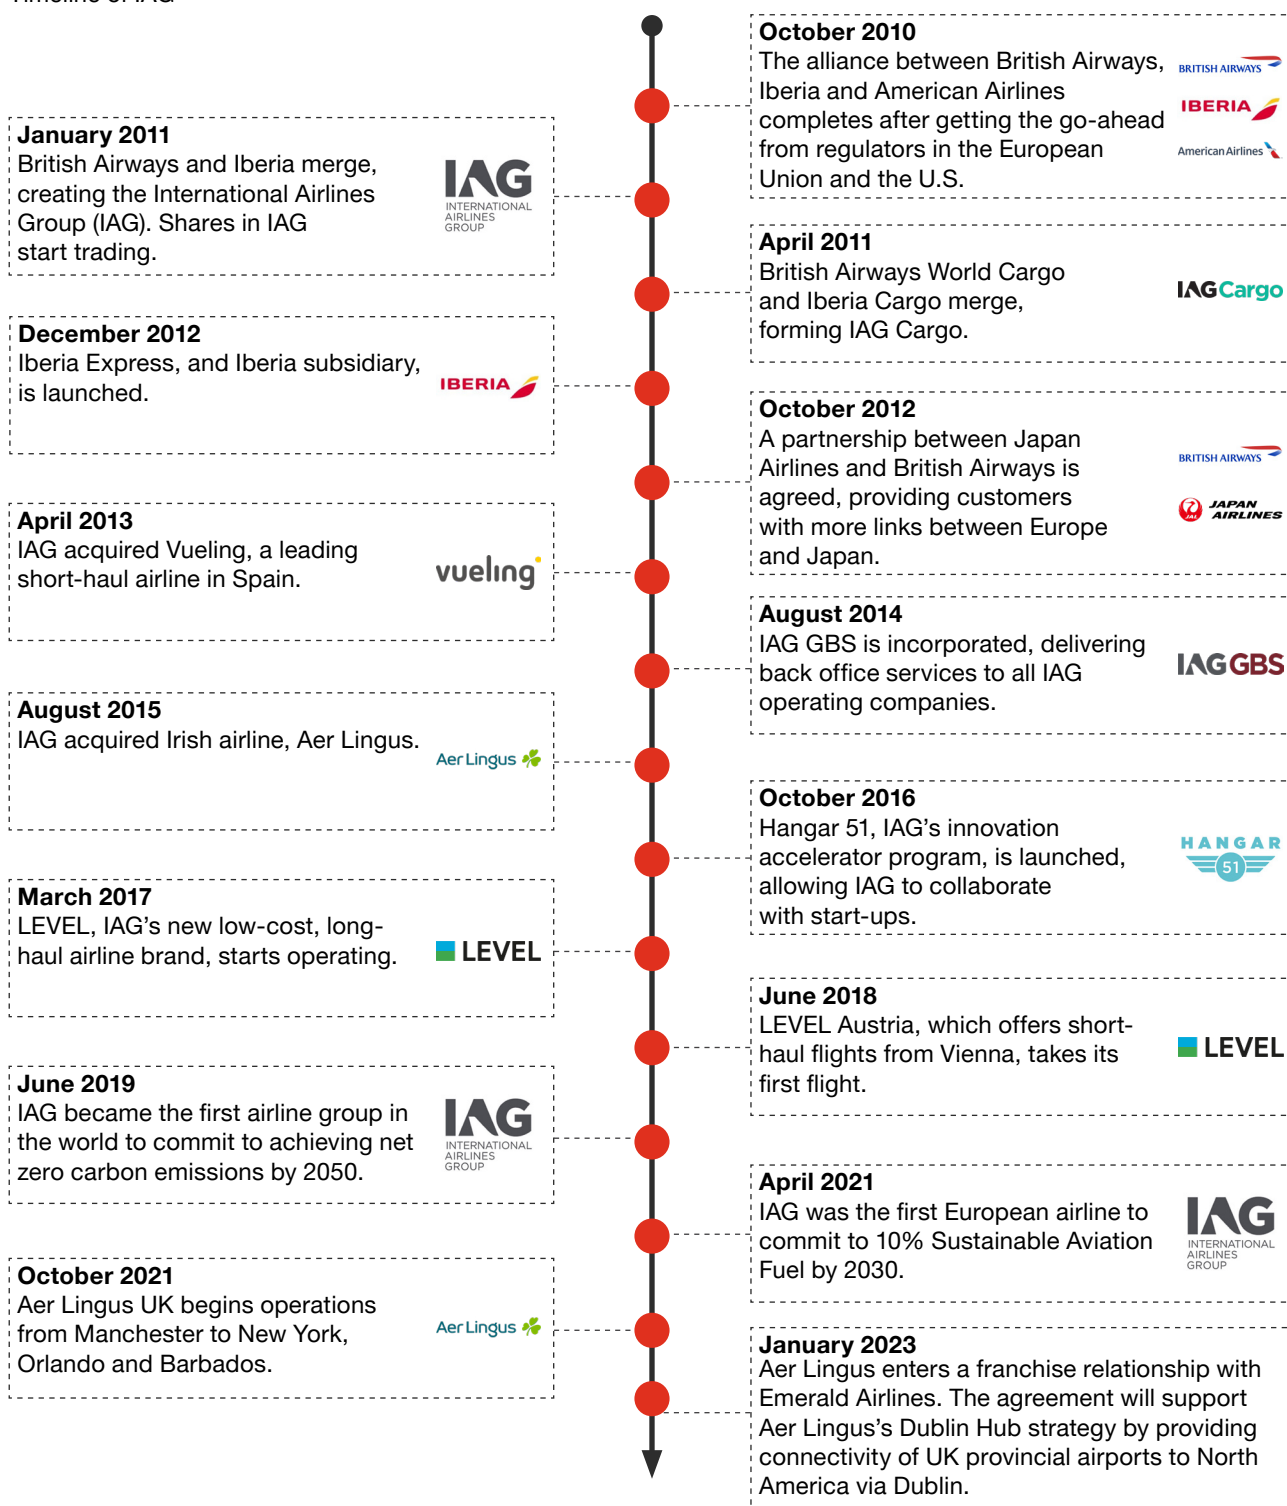 October 2010
The alliance between British Airways,
Iberia and American Airlines
completes after getting the go-ahead
from regulators in the European
Union and the U.S.
BRITISH AIRWAYS
IBERIA
American Airlines
January 2011
British Airways and Iberia merge,
creating the International Airlines
Group (IAG). Shares in IAG
start trading.
IAG
INTERNATIONAL
AIRLINES
GROUP
April 2011
British Airways World Cargo
and Iberia Cargo merge,
forming IAG Cargo.
IAG Cargo
December 2012
Iberia Express, and Iberia subsidiary,
is launched.
IBERIA
October 2012
A partnership between Japan
Airlines and British Airways is
agreed, providing customers
with more links between Europe
and Japan.
BRITISH AIRWAYS
JAL
JAPAN
AIRLINES
April 2013
IAG acquired Vueling, a leading
short-haul airline in Spain.
vueling
August 2014
IAG GBS is incorporated, delivering
back office services to all IAG
operating companies.
IAG GBS
August 2015
IAG acquired Irish airline, Aer Lingus.
Aer Lingus
October 2016
Hangar 51, IAG's innovation
accelerator program, is launched,
allowing IAG to collaborate
with start-ups.
HANGAR
51
March 2017
LEVEL, IAG's new low-cost, long-
haul airline brand, starts operating.
LEVEL
June 2018
LEVEL Austria, which offers short-
haul flights from Vienna, takes its
first flight.
LEVEL
June 2019
IAG became the first airline group in
the world to commit to achieving net
zero carbon emissions by 2050.
IAG
INTERNATIONAL
AIRLINES
GROUP
April 2021
IAG was the first European airline to
commit to 10% Sustainable Aviation
Fuel by 2030.
IAG
INTERNATIONAL
AIRLINES
GROUP
October 2021
Aer Lingus UK begins operations
from Manchester to New York,
Orlando and Barbados.
Aer Lingus
January 2023
Aer Lingus enters a franchise relationship with
Emerald Airlines. The agreement will support
Aer Lingus's Dublin Hub strategy by providing
connectivity of UK provincial airports to North
America via Dublin.